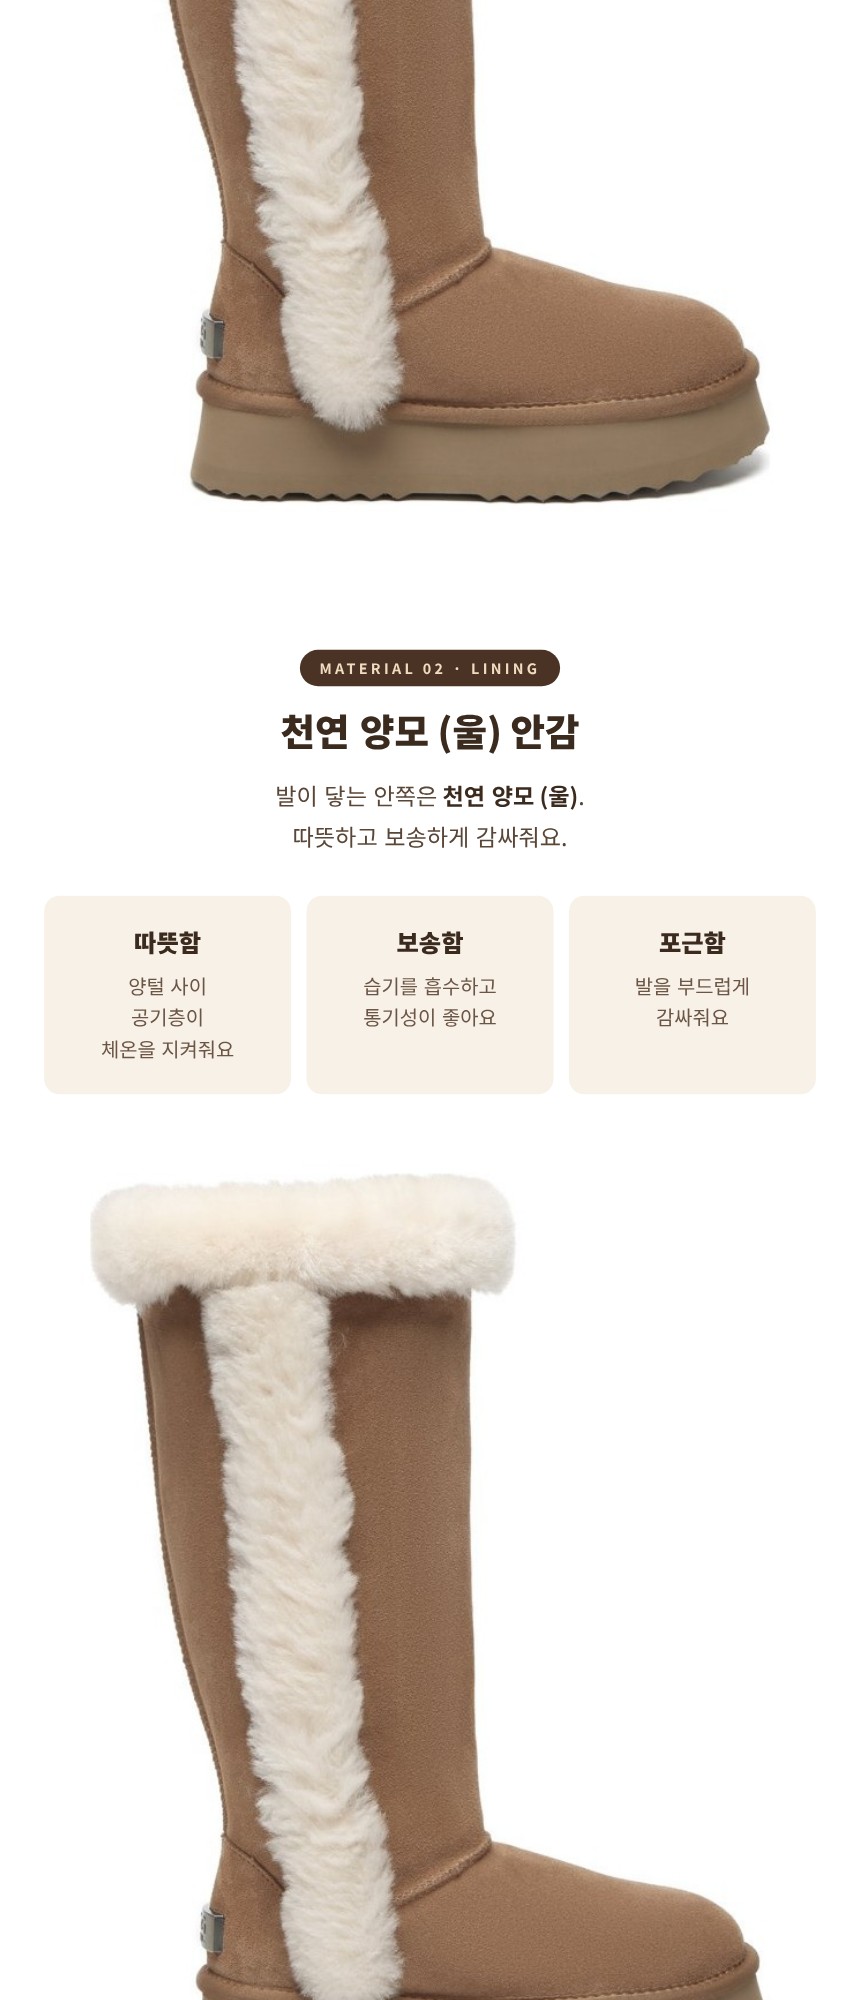 MATERIAL 02 · LINING
천연 양모 (울) 안감
발이 닿는 안쪽은 천연 양모 (울).
따뜻하고 보송하게 감싸줘요.
따뜻함
양털 사이
공기층이
체온을 지켜줘요
보송함
습기를 흡수하고
통기성이 좋아요
포근함
발을 부드럽게
감싸줘요